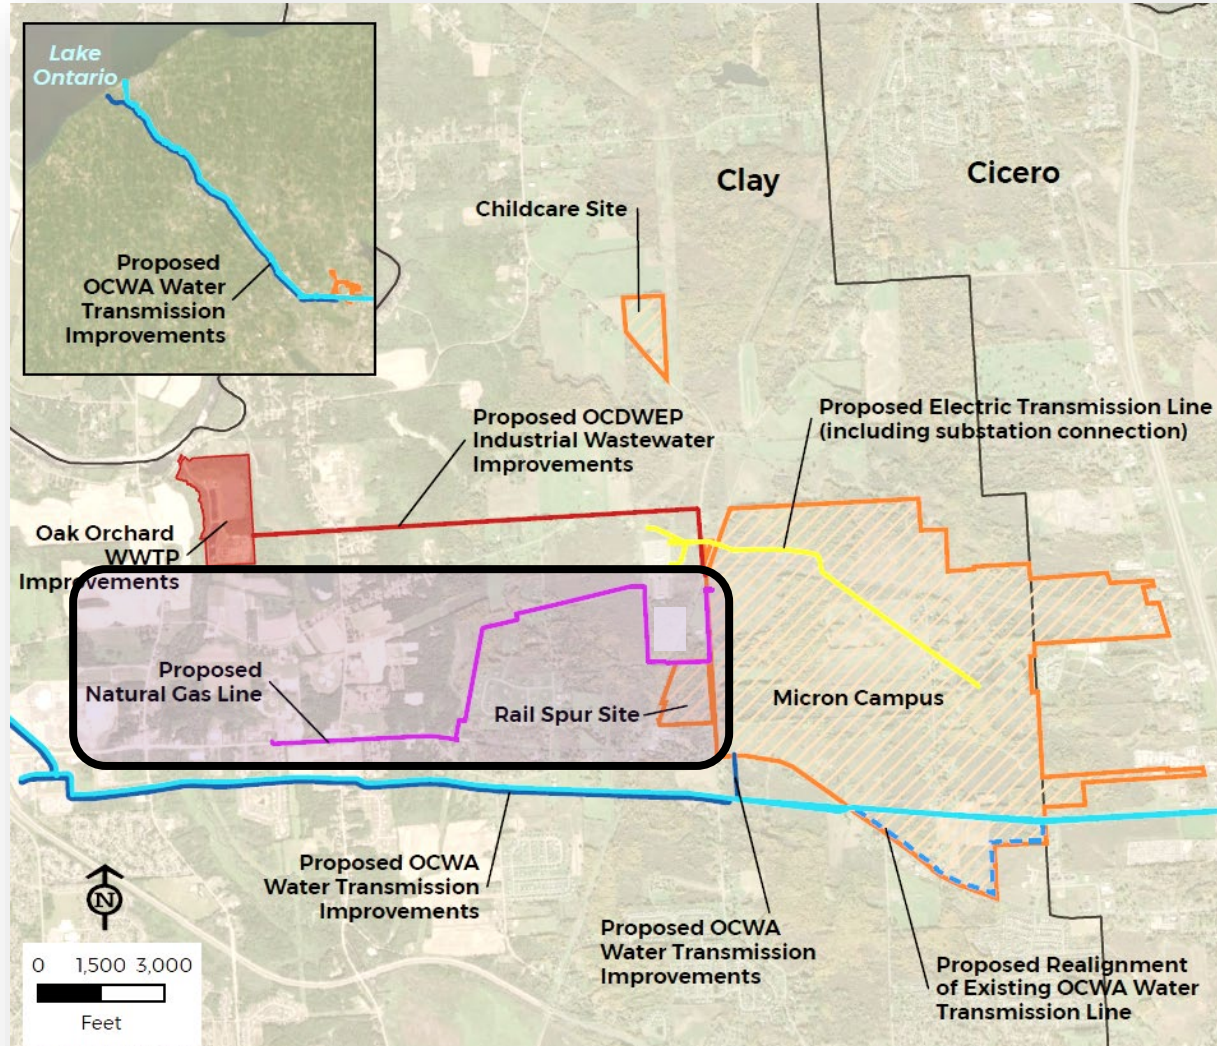 Lake
Ontario
Proposed
OCWA Water
Transmission
Improvements
Clay
Cicero
Childcare Site
Proposed OCDWEP
Industrial Wastewater
Improvements
Proposed Electric Transmission Line
(including substation connection)
Oak Orchard
WWTP
Improvements
Proposed
Natural Gas Line
Rail Spur Site
Micron Campus
Proposed OCWA
Water Transmission
Improvements
Proposed OCWA
Water Transmission
Improvements
Proposed Realignment
of Existing OCWA Water
Transmission Line
N
0 1,500 3,000
Feet